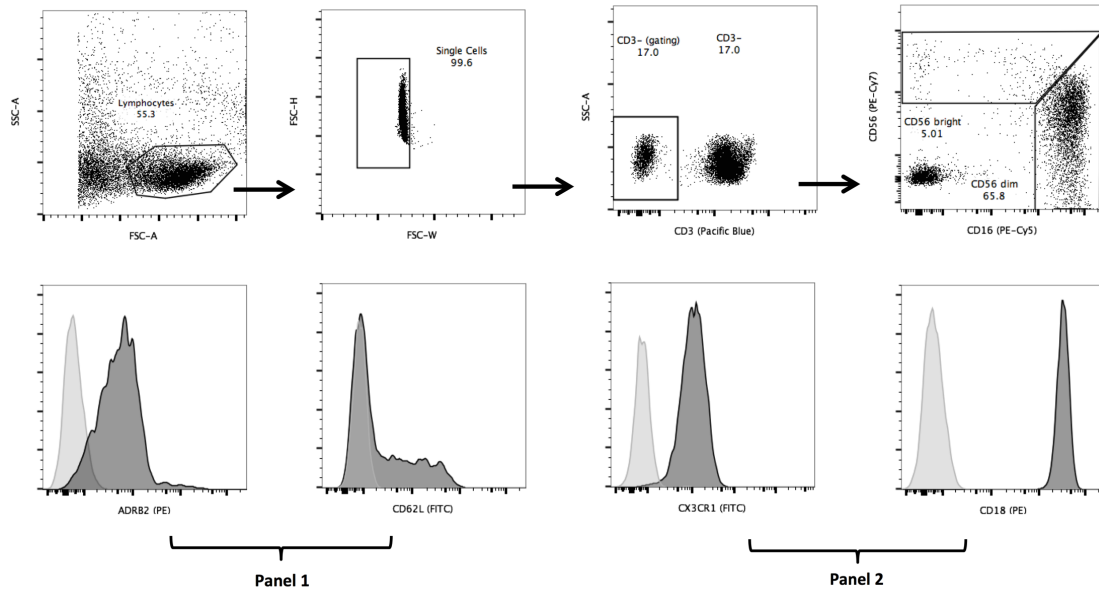 SSC-A
Lymphocytes
55.3
FSC-A
FSC-H
Single Cells
99.6
FSC-W
SSC-A
CD3- (gating)
17.0
CD3-
17.0
CD3 (Pacific Blue)
CD56 (PE-Cy7)
CD56 bright
5.01
CD56 dim
65.8
CD16 (PE-Cy5)
ADRB2 (PE)
CD62L (FITC)
CX3CR1 (FITC)
CD18 (PE)
Panel 1
Panel 2